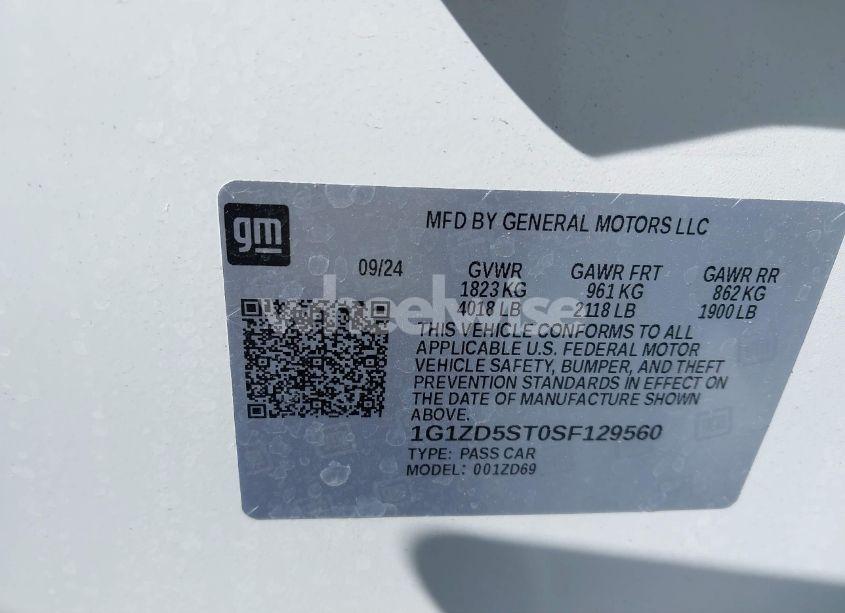 gm
MFD BY GENERAL MOTORS LLC
09/24 GVWR GAWR FRT GAWR RR
1823 KG 961 KG 862 KG
4018 LB 2118 LB 1900 LB
wheelwise
THIS VEHICLE CONFORMS TO ALL
APPLICABLE U.S. FEDERAL MOTOR
VEHICLE SAFETY, BUMPER, AND THEFT
PREVENTION STANDARDS IN EFFECT ON
THE DATE OF MANUFACTURE SHOWN
ABOVE.
1G1ZD5ST0SF129560
TYPE: PASS CAR
MODEL: 001ZD69